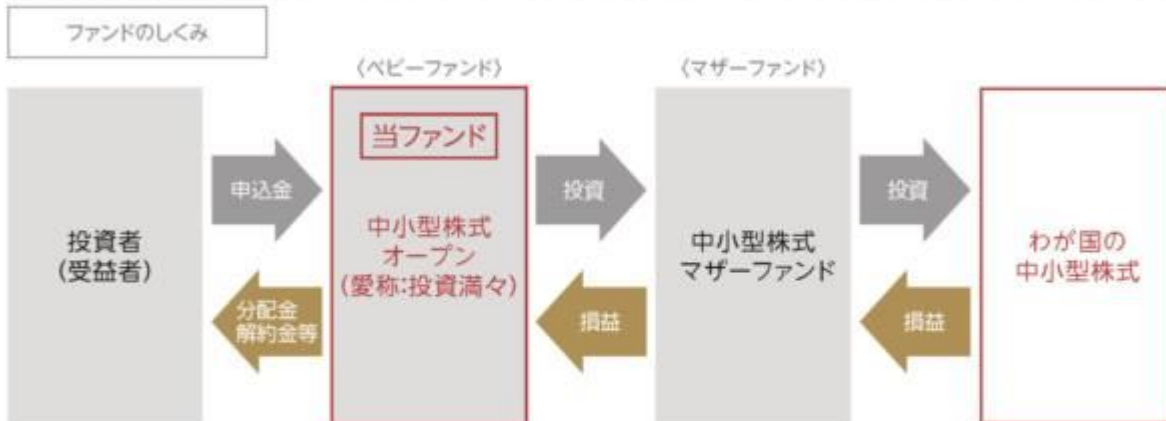 ファンドのしくみ
〈ベビーファンド〉
〈マザーファンド〉
投資者
(受益者)
申込金
分配金
解約金等
当ファンド
中小型株式
オープン
(愛称:投資満々)
投資
損益
中小型株式
マザーファンド
投資
損益
わが国の
中小型株式